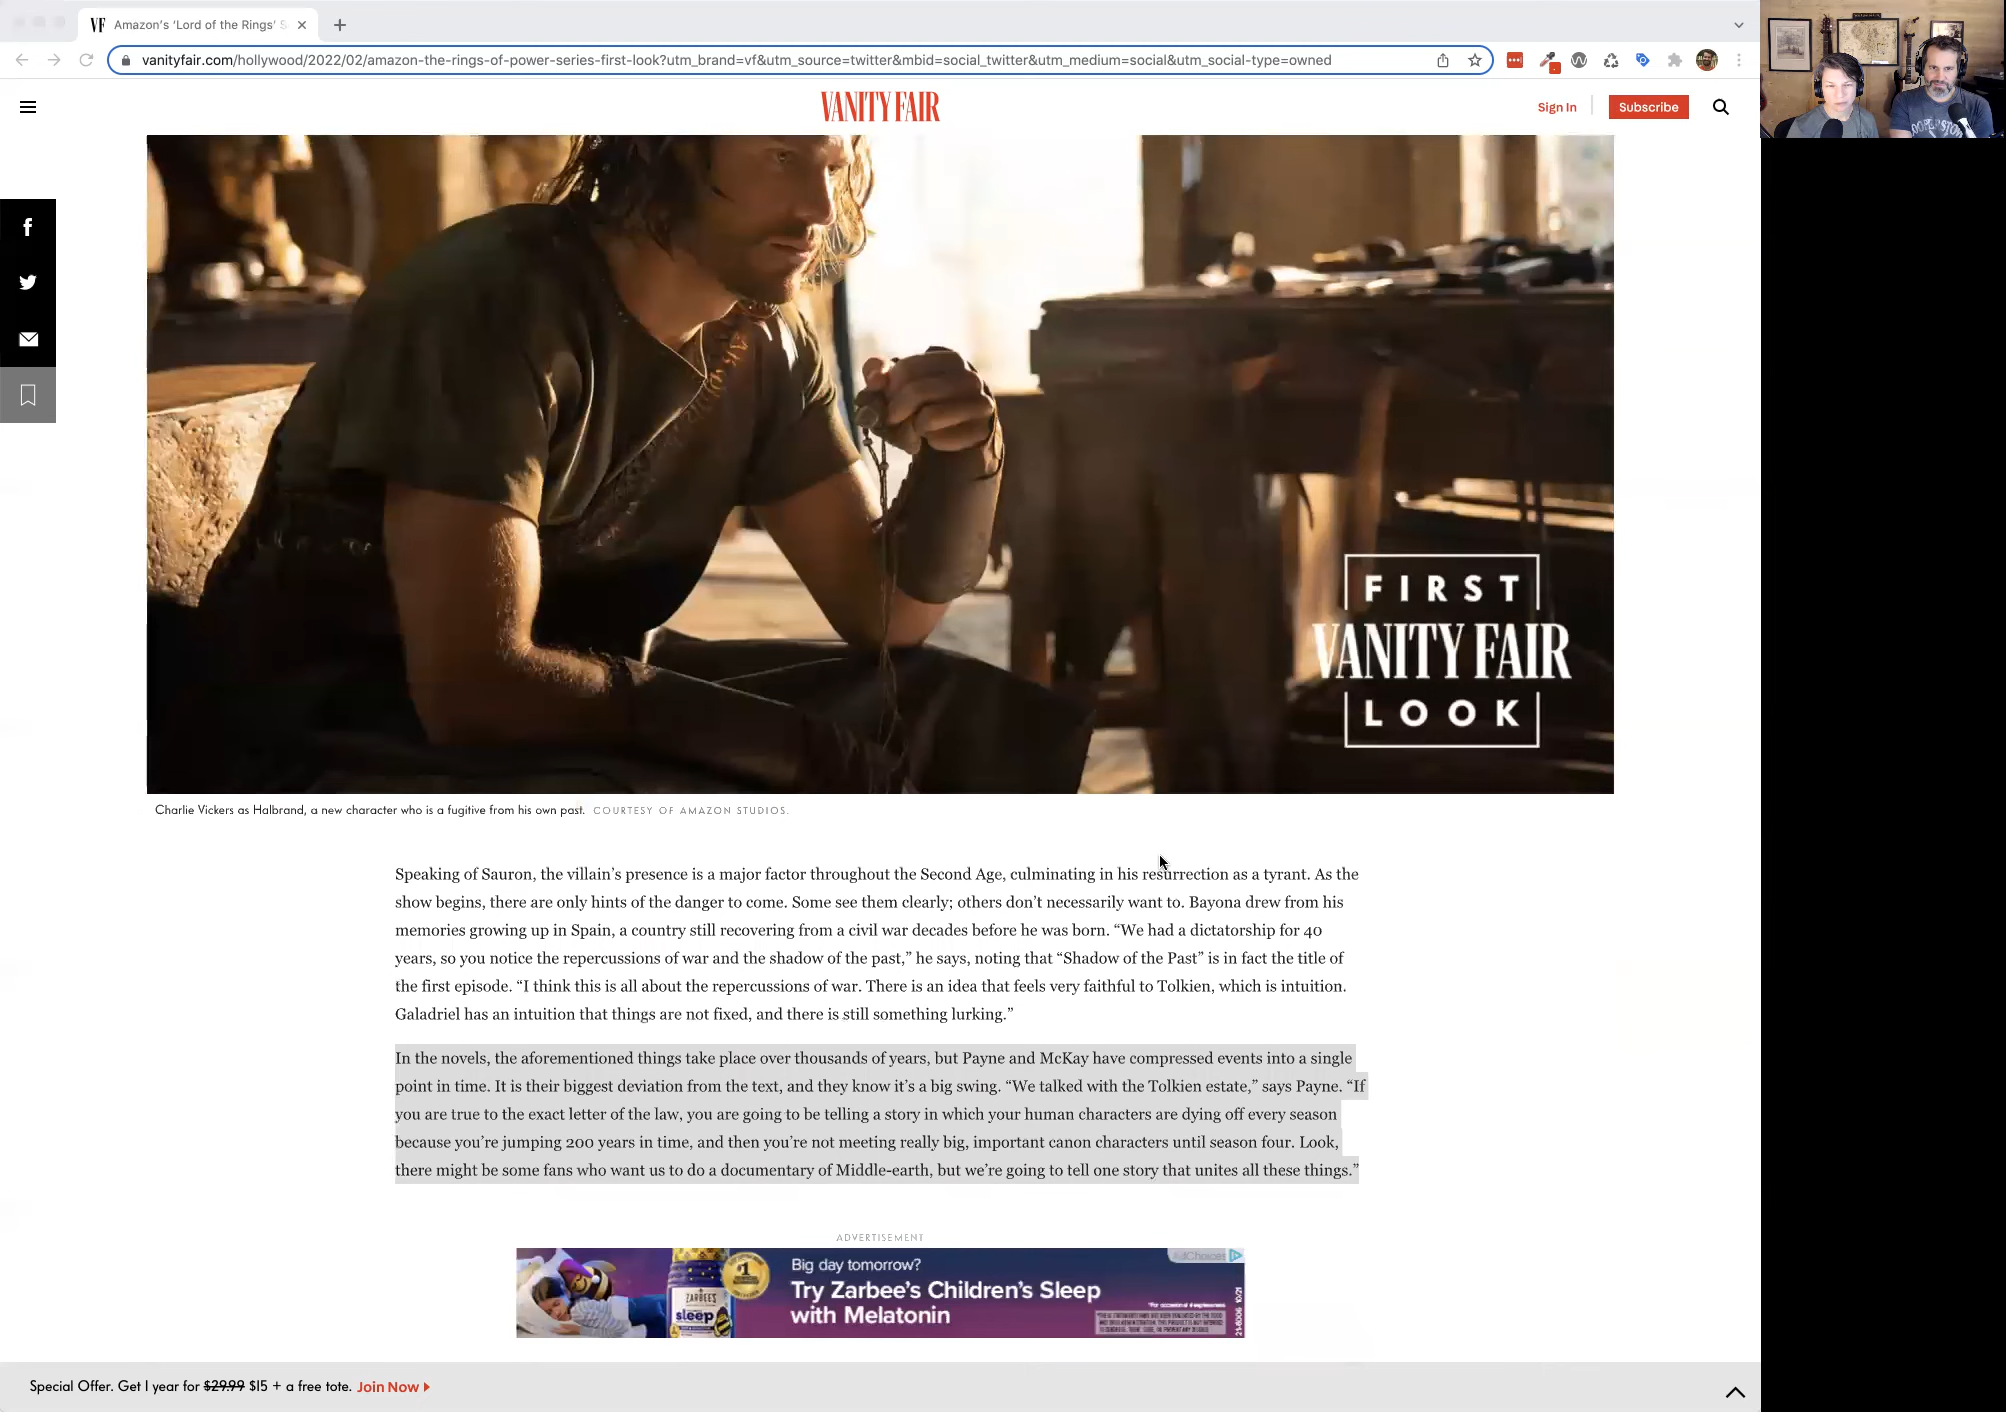 VF Amazon's 'Lord of the Rings' S
vanityfair.com/hollywood/2022/02/amazon-the-rings-of-power-series-first-look?utm_brand=vf&utm_source=twitter&mbid=social_twitter&utm_medium=social&utm_social-type=owned
VANITY FAIR
Sign In
Subscribe
FIRST
VANITY FAIR
LOOK
Charlie Vickers as Halbrand, a new character who is a fugitive from his own past. COURTESY OF AMAZON STUDIOS.
Speaking of Sauron, the villain’s presence is a major factor throughout the Second Age, culminating in his resurrection as a tyrant. As the
show begins, there are only hints of the danger to come. Some see them clearly; others don’t necessarily want to. Bayona drew from his
memories growing up in Spain, a country still recovering from a civil war decades before he was born. “We had a dictatorship for 40
years, so you notice the repercussions of war and the shadow of the past,” he says, noting that “Shadow of the Past” is in fact the title of
the first episode. “I think this is all about the repercussions of war. There is an idea that feels very faithful to Tolkien, which is intuition.
Galadriel has an intuition that things are not fixed, and there is still something lurking.”
In the novels, the aforementioned things take place over thousands of years, but Payne and McKay have compressed events into a single
point in time. It is their biggest deviation from the text, and they know it’s a big swing. “We talked with the Tolkien estate,” says Payne. “If
you are true to the exact letter of the law, you are going to be telling a story in which your human characters are dying off every season
because you’re jumping 200 years in time, and then you’re not meeting really big, important canon characters until season four. Look,
there might be some fans who want us to do a documentary of Middle-earth, but we’re going to tell one story that unites all these things.”
ADVERTISEMENT
AdChoices
Big day tomorrow?
Try Zarbee's Children's Sleep
with Melatonin
#1
ZARBEE'S
sleep
*For occasional sleeplessness
Special Offer. Get 1 year for $29.99 $15 + a free tote. Join Now